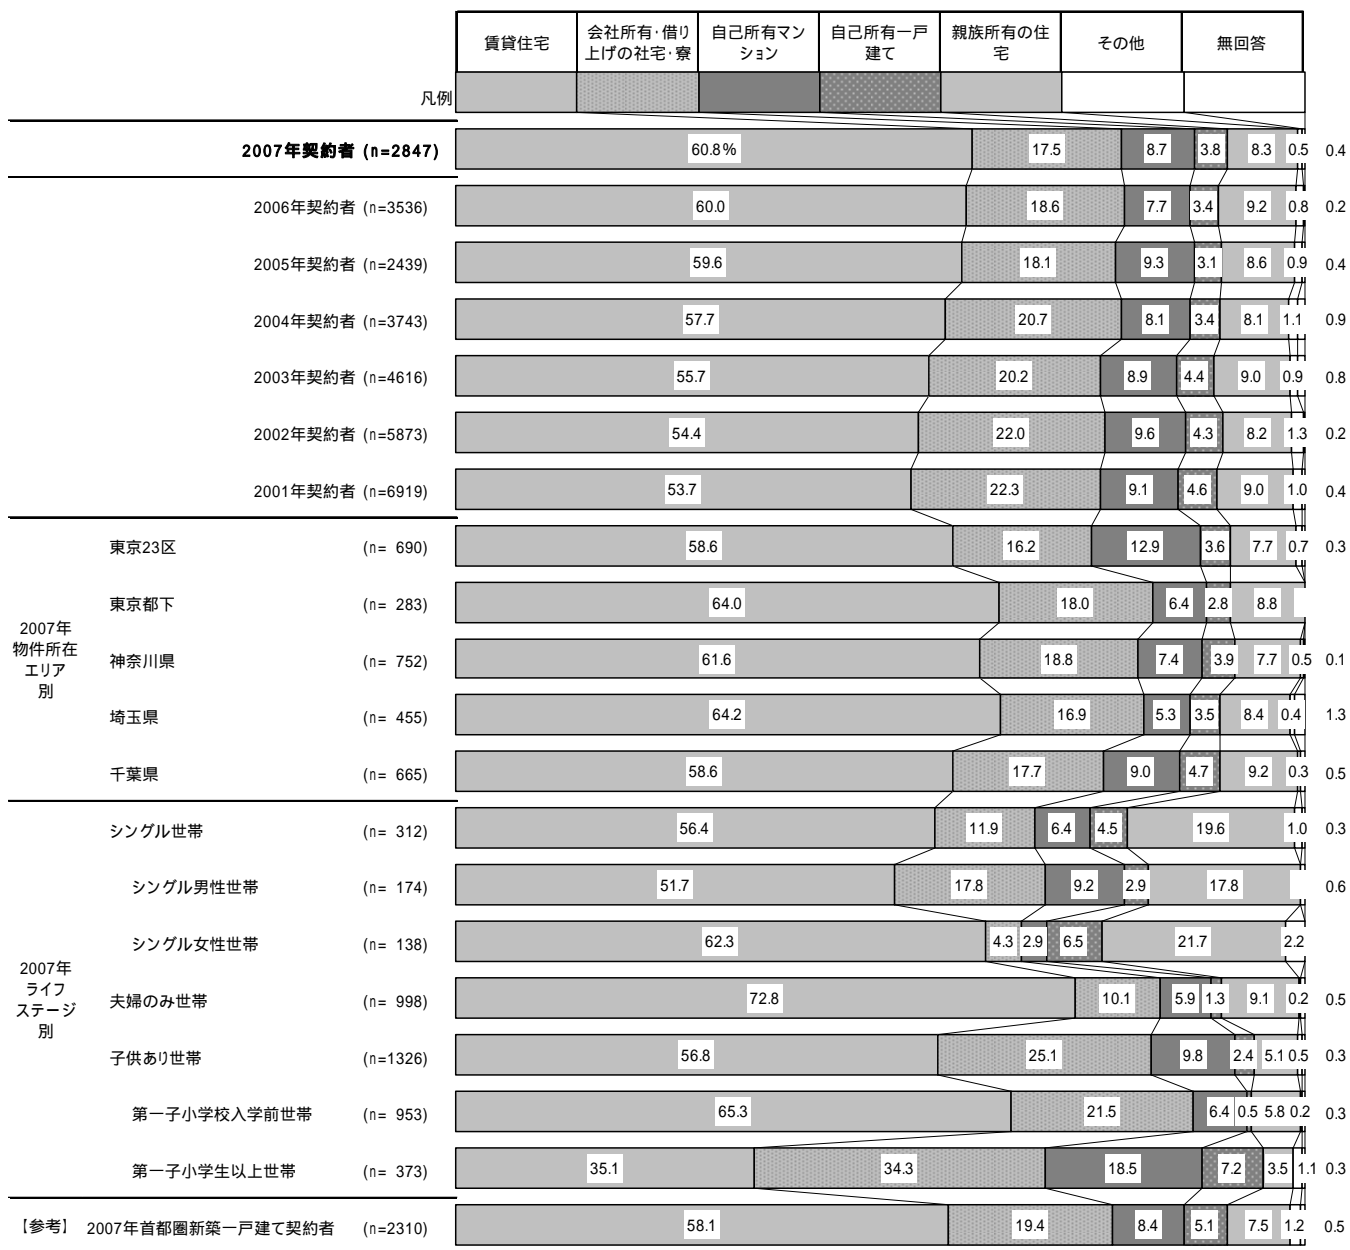 賃貸住宅 会社所有・借り上げの社宅・寮 自己所有マンション 自己所有一戸建て 親族所有の住宅 その他 無回答
凡例
2007年契約者 (n=2847) 60.8% 17.5 8.7 3.8 8.3 0.5 0.4
2006年契約者 (n=3536) 60.0 18.6 7.7 3.4 9.2 0.8 0.2
2005年契約者 (n=2439) 59.6 18.1 9.3 3.1 8.6 0.9 0.4
2004年契約者 (n=3743) 57.7 20.7 8.1 3.4 8.1 1.1 0.9
2003年契約者 (n=4616) 55.7 20.2 8.9 4.4 9.0 0.9 0.8
2002年契約者 (n=5873) 54.4 22.0 9.6 4.3 8.2 1.3 0.2
2001年契約者 (n=6919) 53.7 22.3 9.1 4.6 9.0 1.0 0.4
2007年
物件所在
エリア
別
東京23区 (n= 690) 58.6 16.2 12.9 3.6 7.7 0.7 0.3
東京都下 (n= 283) 64.0 18.0 6.4 2.8 8.8
神奈川県 (n= 752) 61.6 18.8 7.4 3.9 7.7 0.5 0.1
埼玉県 (n= 455) 64.2 16.9 5.3 3.5 8.4 0.4 1.3
千葉県 (n= 665) 58.6 17.7 9.0 4.7 9.2 0.3 0.5
2007年
ライフ
ステージ
別
シングル世帯 (n= 312) 56.4 11.9 6.4 4.5 19.6 1.0 0.3
シングル男性世帯 (n= 174) 51.7 17.8 9.2 2.9 17.8 0.6
シングル女性世帯 (n= 138) 62.3 4.3 2.9 6.5 21.7 2.2
夫婦のみ世帯 (n= 998) 72.8 10.1 5.9 1.3 9.1 0.2 0.5
子供あり世帯 (n=1326) 56.8 25.1 9.8 2.4 5.1 0.5 0.3
第一子小学校入学前世帯 (n= 953) 65.3 21.5 6.4 0.5 5.8 0.2 0.3
第一子小学生以上世帯 (n= 373) 35.1 34.3 18.5 7.2 3.5 1.1 0.3
【参考】 2007年首都圏新築一戸建て契約者 (n=2310) 58.1 19.4 8.4 5.1 7.5 1.2 0.5